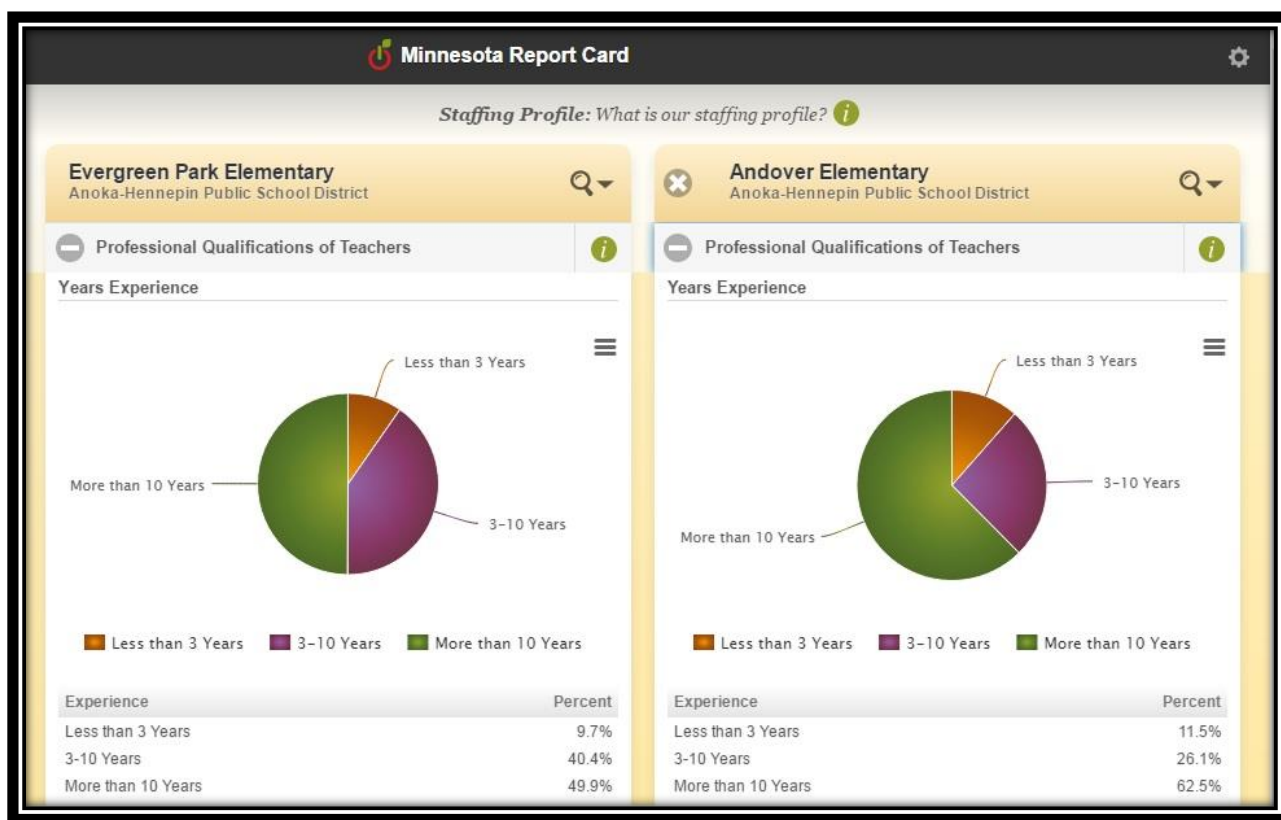 Minnesota Report Card
Staffing Profile: What is our staffing profile? i
Evergreen Park Elementary
Anoka-Hennepin Public School District
Professional Qualifications of Teachers i
Years Experience
Less than 3 Years
More than 10 Years
3-10 Years
Less than 3 Years 3-10 Years More than 10 Years
Experience Percent
Less than 3 Years 9.7%
3-10 Years 40.4%
More than 10 Years 49.9%
Andover Elementary
Anoka-Hennepin Public School District
Professional Qualifications of Teachers i
Years Experience
Less than 3 Years
3-10 Years
More than 10 Years
Less than 3 Years 3-10 Years More than 10 Years
Experience Percent
Less than 3 Years 11.5%
3-10 Years 26.1%
More than 10 Years 62.5%